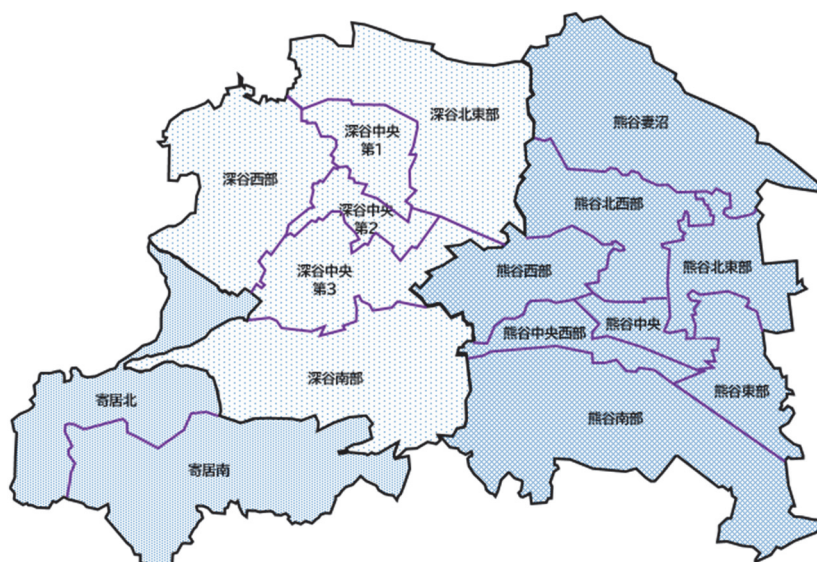 熊谷妻沼
深谷北東部
深谷中央
第1
深谷西部
熊谷北西部
深谷中央
第2
熊谷西部
熊谷北東部
深谷中央
第3
熊谷中央西部
熊谷中央
深谷南部
熊谷東部
寄居北
熊谷南部
寄居南